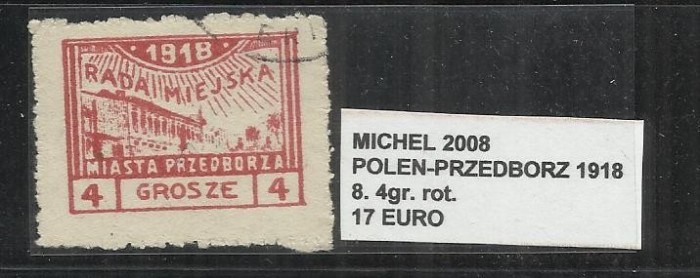 1918
RADA MIEJSKA
MIASTA PRZEDBORZA
4 GROSZE 4
MICHEL 2008
POLEN-PRZEDBORZ 1918
8. 4gr. rot.
17 EURO